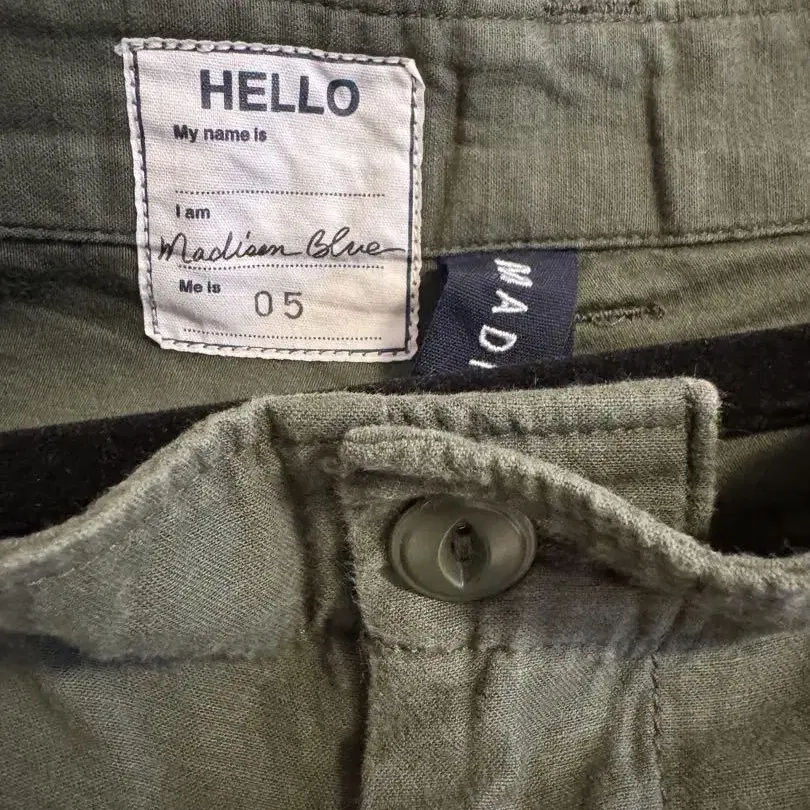 HELLO
My name is
I am
Madison Blue
Me is
05
MADI